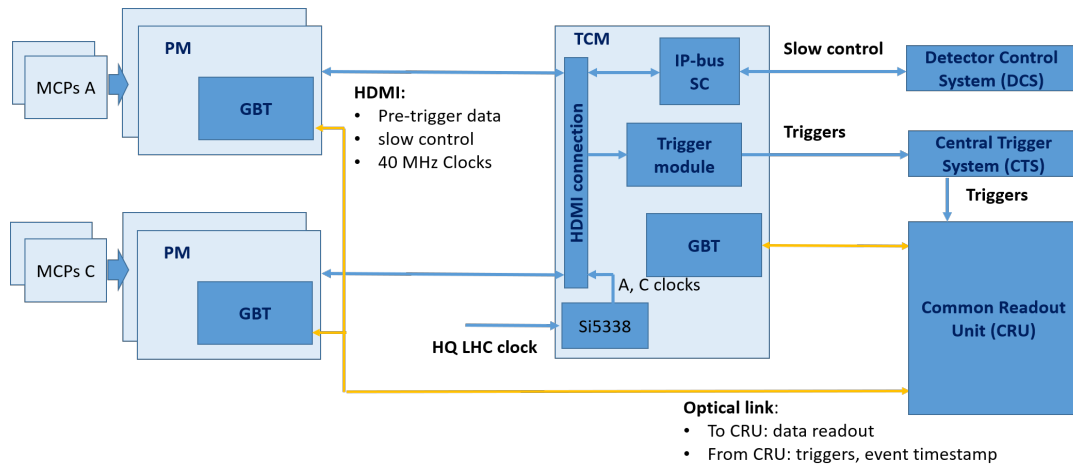 MCPs A
PM
GBT
HDMI:
• Pre-trigger data
• slow control
• 40 MHz Clocks
TCM
HDMI connection
IP-bus
SC
Slow control
Detector Control
System (DCS)
Trigger
module
Triggers
Central Trigger
System (CTS)
Triggers
MCPs C
PM
GBT
GBT
A, C clocks
Si5338
HQ LHC clock
Common Readout
Unit (CRU)
Optical link:
• To CRU: data readout
• From CRU: triggers, event timestamp